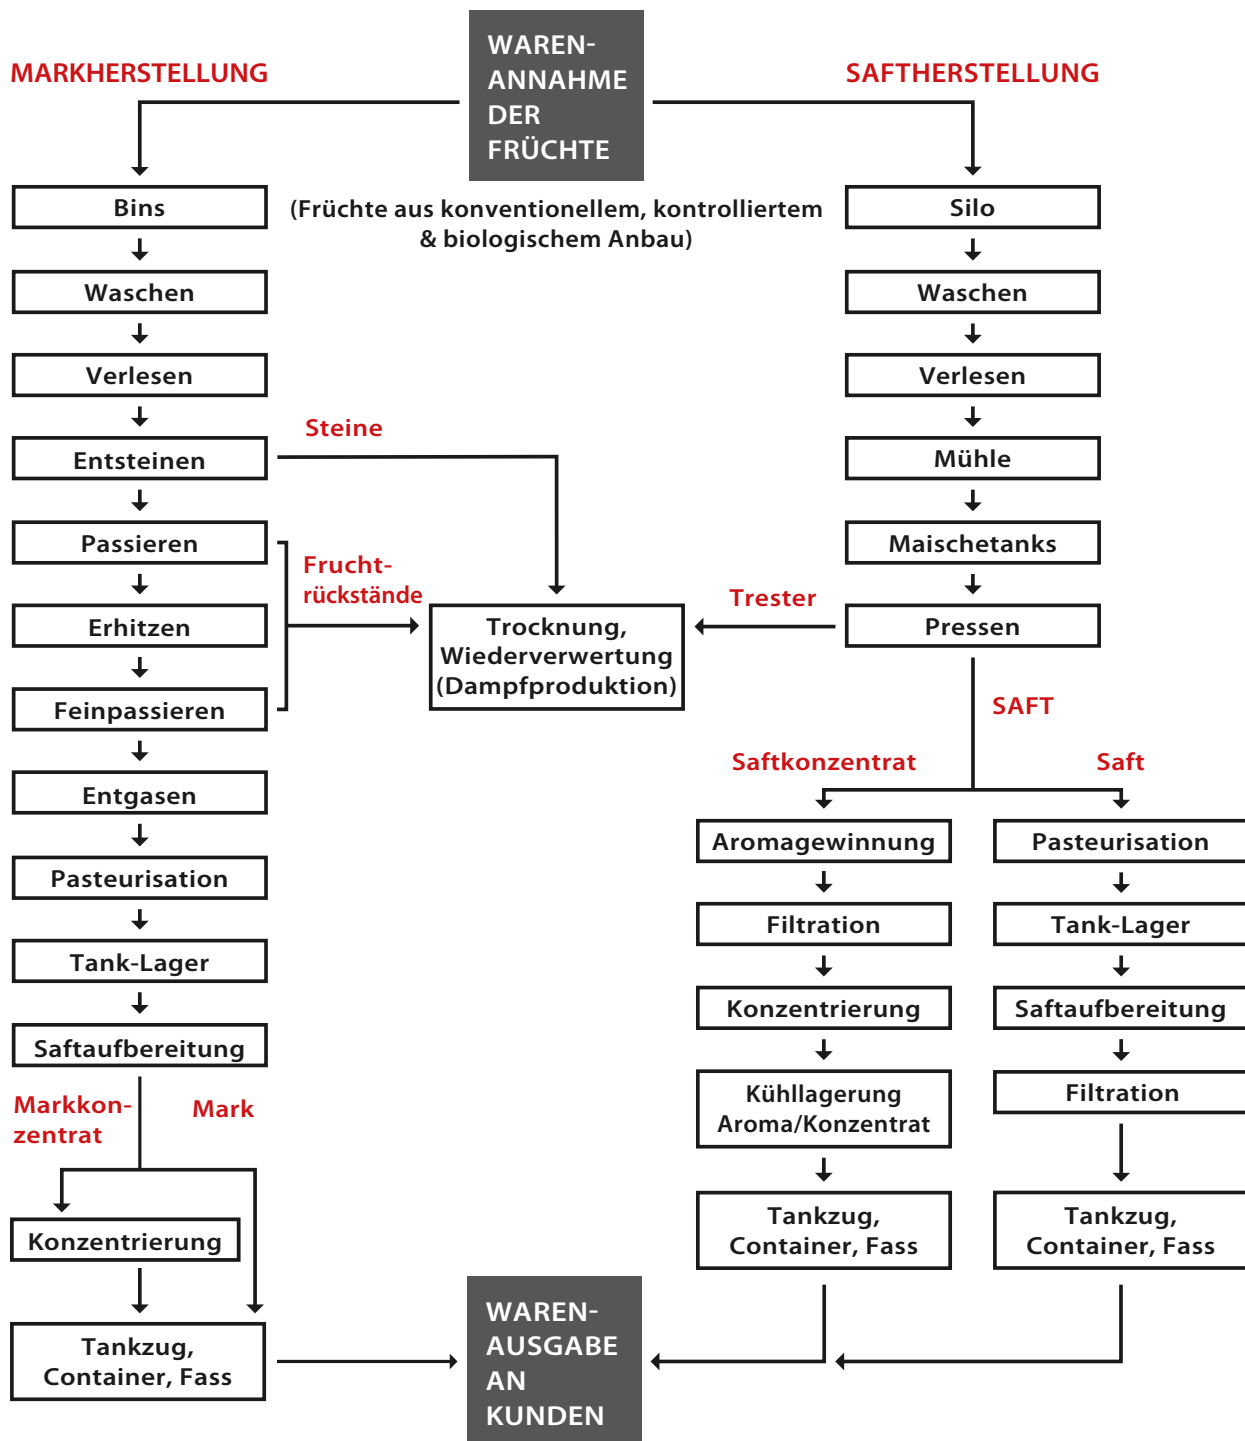 WAREN-
ANNAHME
DER
FRÜCHTE
(Früchte aus konventionellem, kontrolliertem
& biologischem Anbau)
MARKHERSTELLUNG
Bins
Waschen
Verlesen
Entsteinen
Steine
Passieren
Frucht-
rückstände
Erhitzen
Feinpassieren
Entgasen
Pasteurisation
Tank-Lager
Saftaufbereitung
Markkon-
zentrat
Mark
Konzentrierung
Tankzug,
Container, Fass
Trocknung,
Wiederverwertung
(Dampfproduktion)
SAFTHERSTELLUNG
Silo
Waschen
Verlesen
Mühle
Maischetanks
Trester
Pressen
SAFT
Saftkonzentrat
Aromagewinnung
Filtration
Konzentrierung
Kühllagerung
Aroma/Konzentrat
Tankzug,
Container, Fass
Saft
Pasteurisation
Tank-Lager
Saftaufbereitung
Filtration
Tankzug,
Container, Fass
WAREN-
AUSGABE
AN
KUNDEN